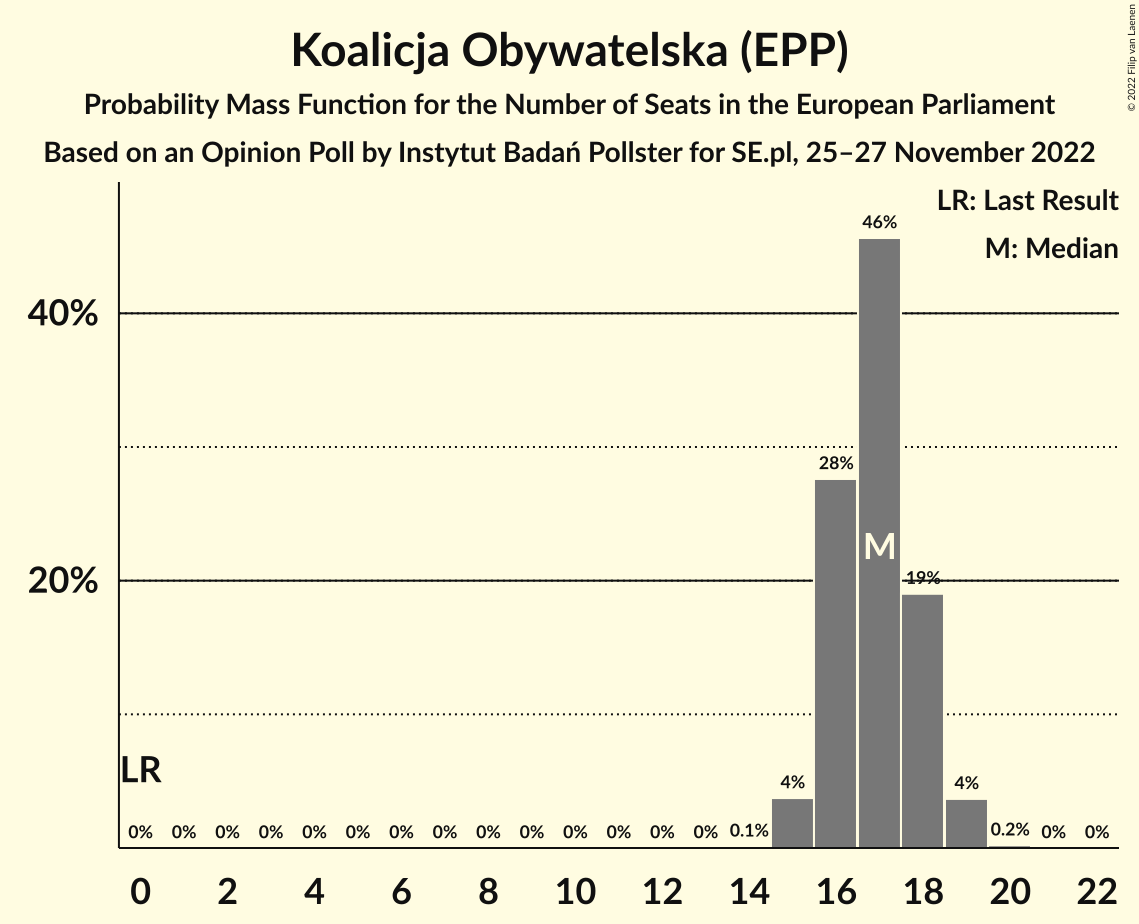 Koalicja Obywatelska (EPP)
Probability Mass Function for the Number of Seats in the European Parliament
Based on an Opinion Poll by Instytut Badań Pollster for SE.pl, 25–27 November 2022
© 2022 Filip van Laenen
LR: Last Result
M: Median
46%
40%
28%
M
20%
19%
LR
4%
4%
0% 0% 0% 0% 0% 0% 0% 0% 0% 0% 0% 0% 0% 0% 0.1% 0.2% 0% 0%
0 2 4 6 8 10 12 14 16 18 20 22